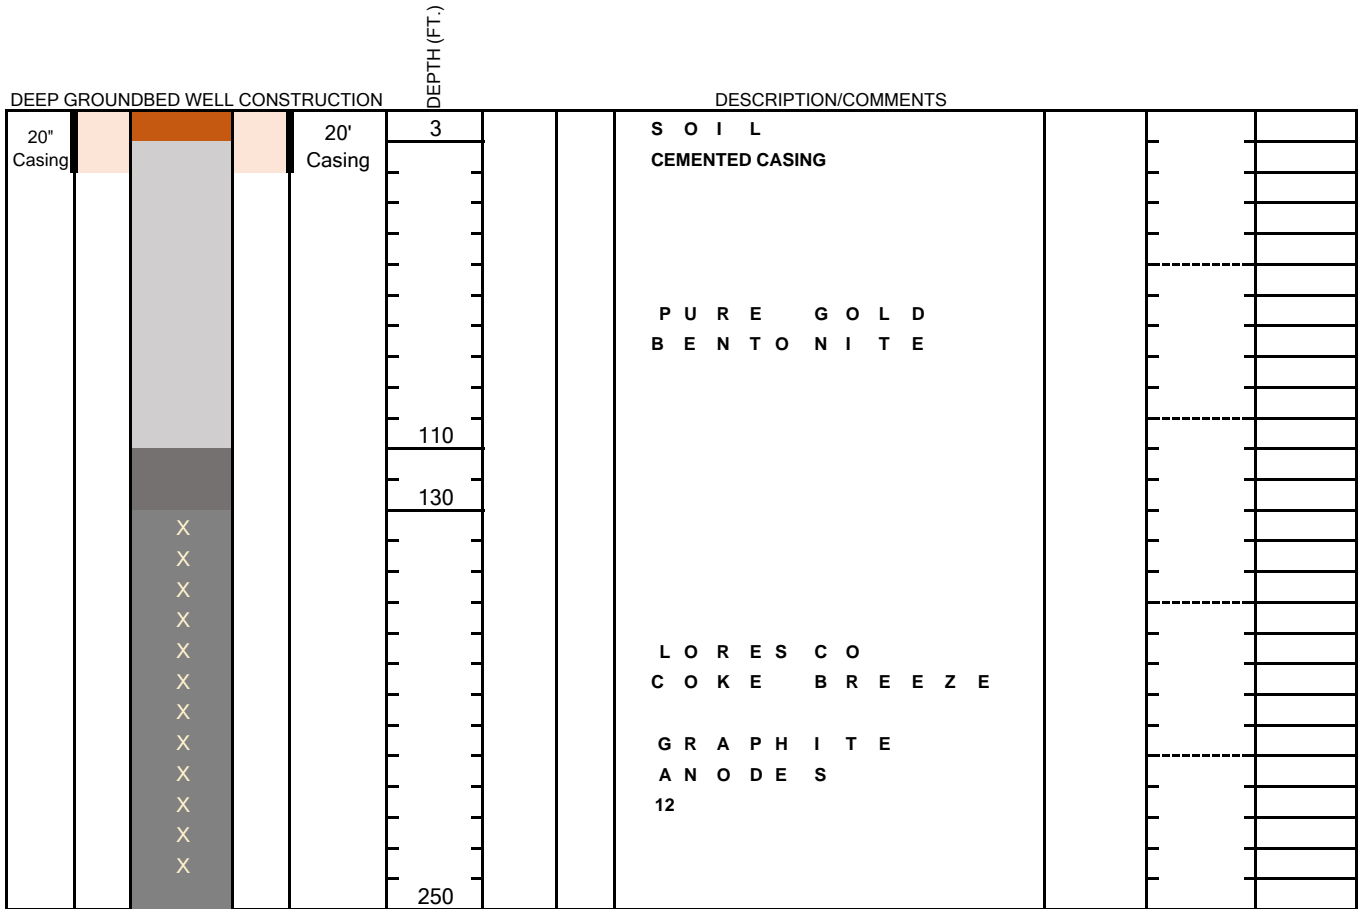 DEPTH (FT.)
DEEP GROUNDBED WELL CONSTRUCTION
DESCRIPTION/COMMENTS
20"
Casing
20'
Casing
3
S O I L
CEMENTED CASING
P U R E G O L D
B E N T O N I T E
110
130
X
X
X
X
X
L O R E S C O
X
C O K E B R E E Z E
X
X
G R A P H I T E
X
A N O D E S
X
12
X
X
250